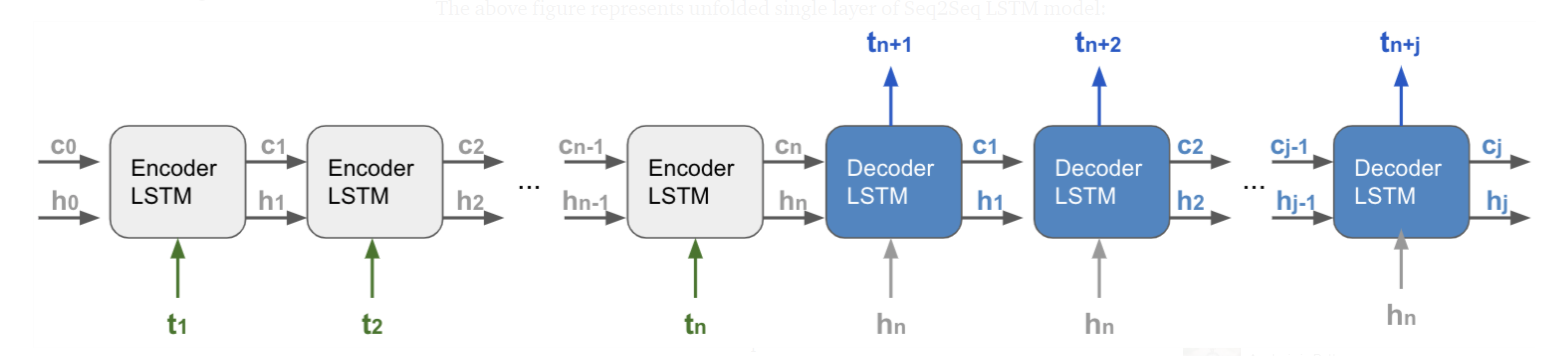 The above figure represents unfolded single layer of Seq2Seq LSTM model:
tn+1 tn+2 tn+j
c0 c1 c2 cn-1 cn c1 c2 cj-1 cj
Encoder Encoder Encoder Decoder Decoder Decoder
LSTM LSTM ... LSTM LSTM LSTM ... LSTM
h0 h1 h2 hn-1 hn h1 h2 hj-1 hj
t1 t2 tn hn hn hn